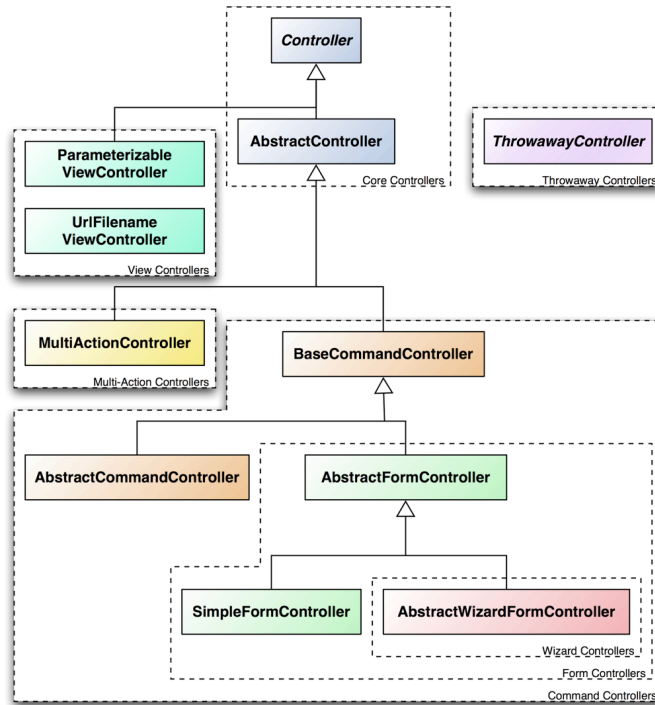 Controller
AbstractController
Core Controllers
ThrowawayController
Throwaway Controllers
Parameterizable
ViewController
UrlFilename
ViewController
View Controllers
MultiActionController
Multi-Action Controllers
BaseCommandController
AbstractCommandController
AbstractFormController
SimpleFormController
AbstractWizardFormController
Wizard Controllers
Form Controllers
Command Controllers